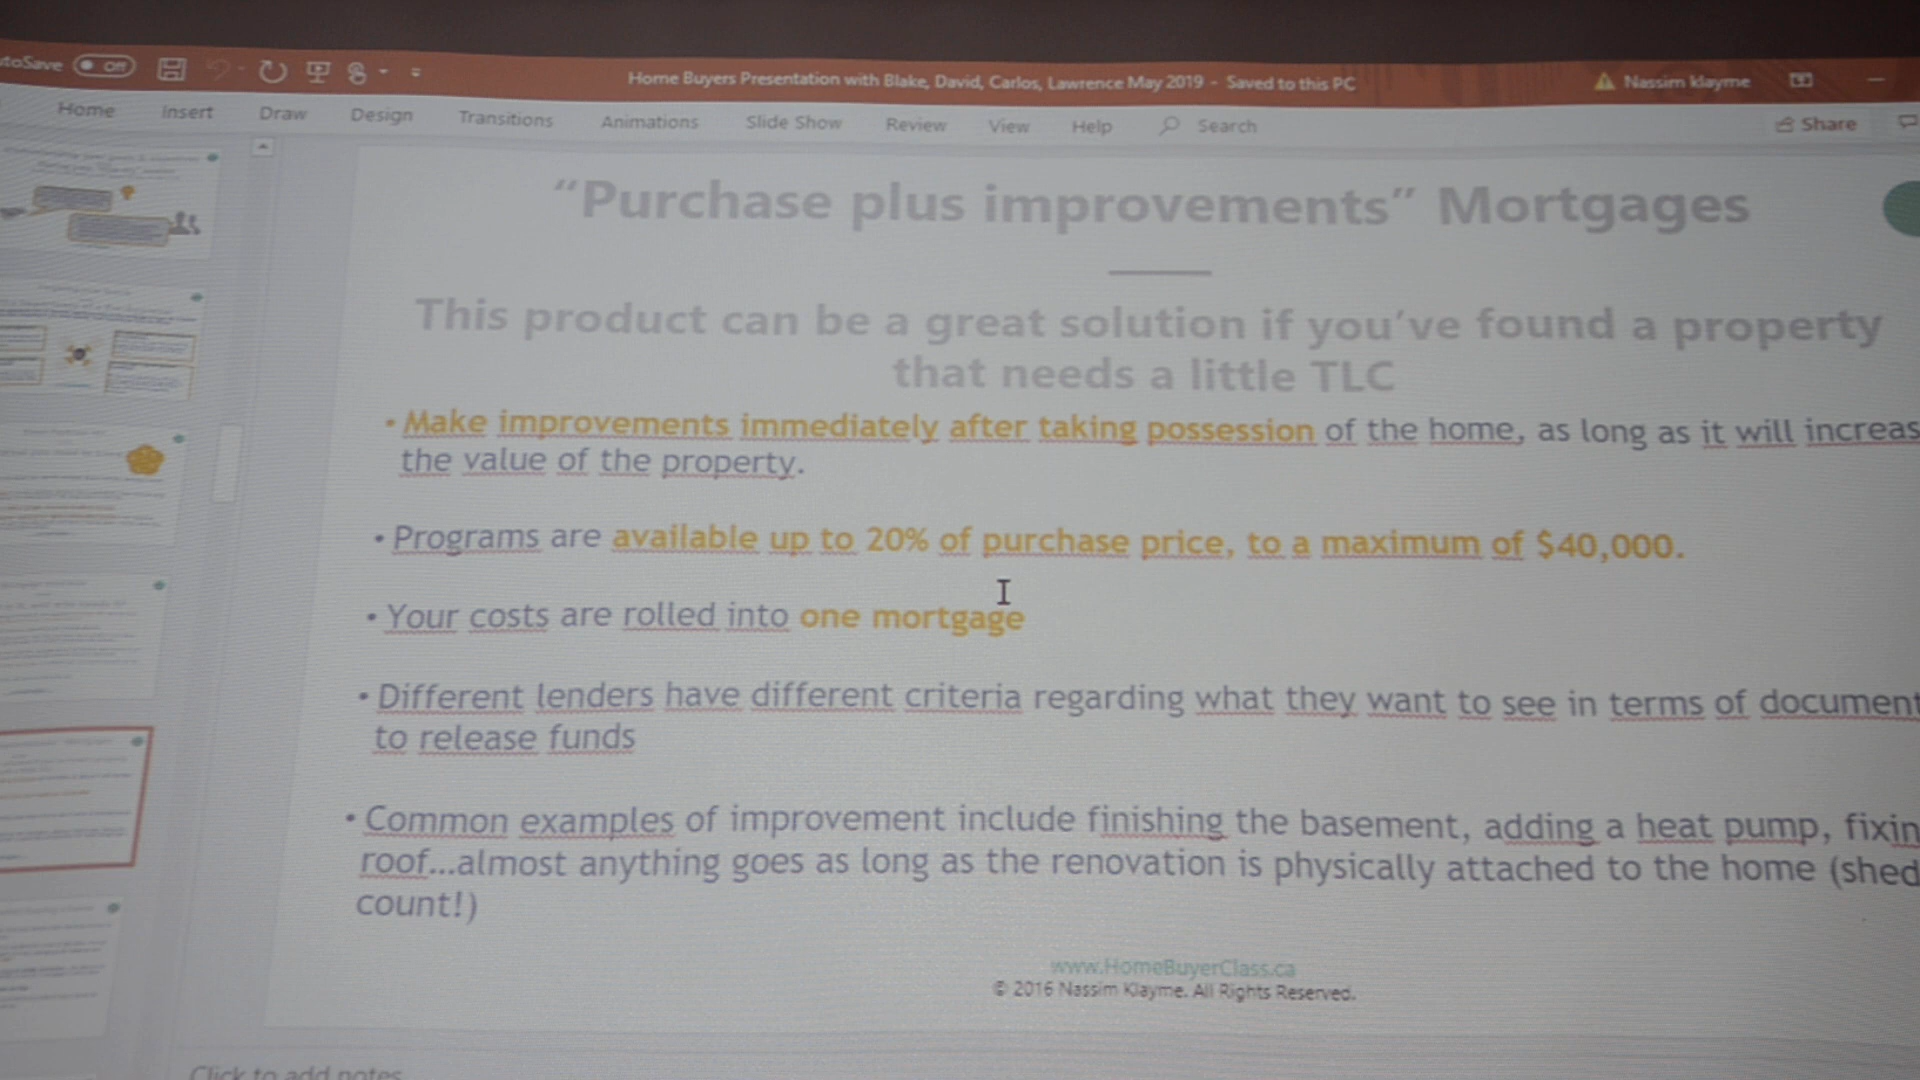 toSave Off Home Buyers Presentation with Blake, David, Carlos, Lawrence May 2019 - Saved to this PC Nassim klayme
Home Insert Draw Design Transitions Animations Slide Show Review View Help Search Share
“Purchase plus improvements” Mortgages
This product can be a great solution if you’ve found a property
that needs a little TLC
• Make improvements immediately after taking possession of the home, as long as it will increas
the value of the property.
• Programs are available up to 20% of purchase price, to a maximum of $40,000.
• Your costs are rolled into one mortgage
• Different lenders have different criteria regarding what they want to see in terms of document
to release funds
• Common examples of improvement include finishing the basement, adding a heat pump, fixin
roof...almost anything goes as long as the renovation is physically attached to the home (shed
count!)
www.HomeBuyerClass.ca
© 2016 Nassim Klayme. All Rights Reserved.
Click to add notes